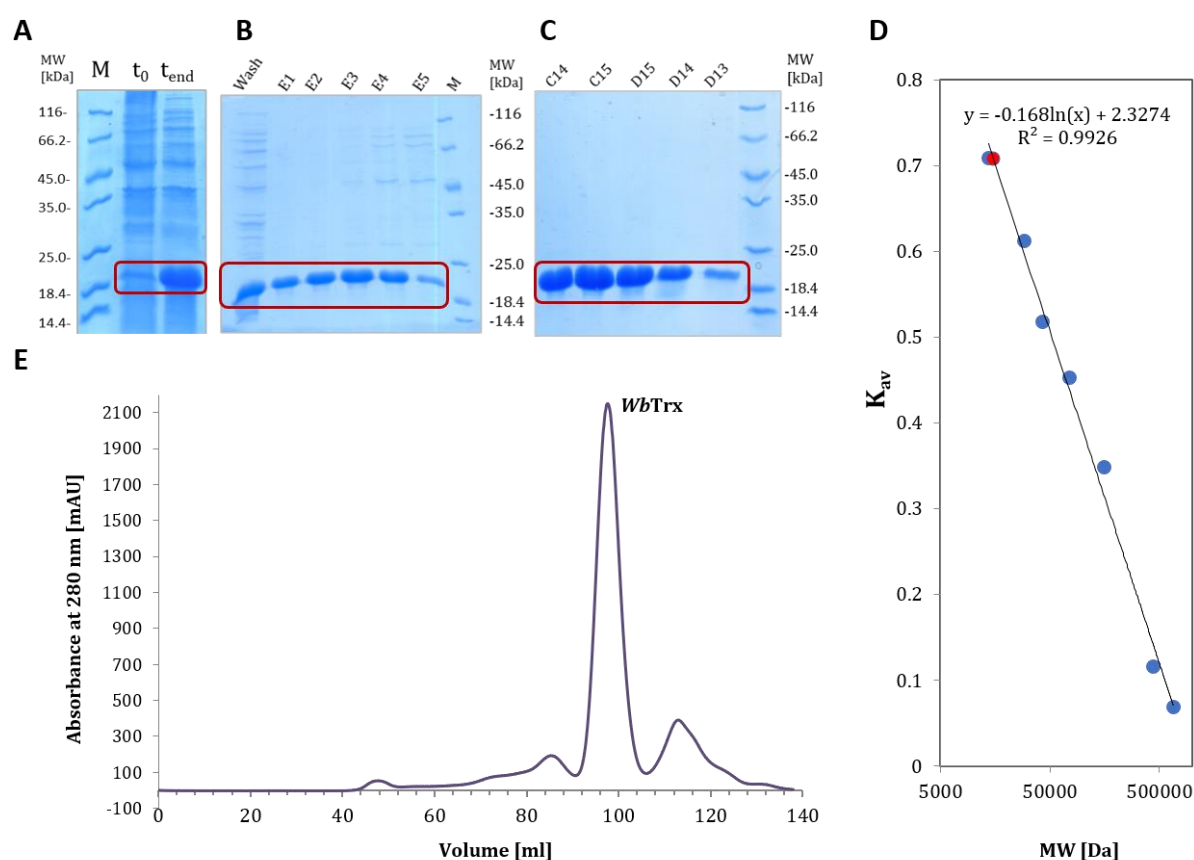 A
MW
[kDa]
M t0 tend
116-
66.2-
45.0-
35.0-
25.0-
18.4-
14.4-
B
Wash E1 E2 E3 E4 E5 M
MW
[kDa]
-116
-66.2
-45.0
-35.0
-25.0
-18.4
-14.4
C
C14 C15 D15 D14 D13
MW
[kDa]
-116
-66.2
-45.0
-35.0
-25.0
-18.4
-14.4
D
y = -0.168ln(x) + 2.3274
R² = 0.9926
Kav
0.8
0.7
0.6
0.5
0.4
0.3
0.2
0.1
0
5000 50000 500000
MW [Da]
E
WbTrx
Absorbance at 280 nm [mAU]
2100
1900
1700
1500
1300
1100
900
700
500
300
100
-100
0 20 40 60 80 100 120 140
Volume [ml]